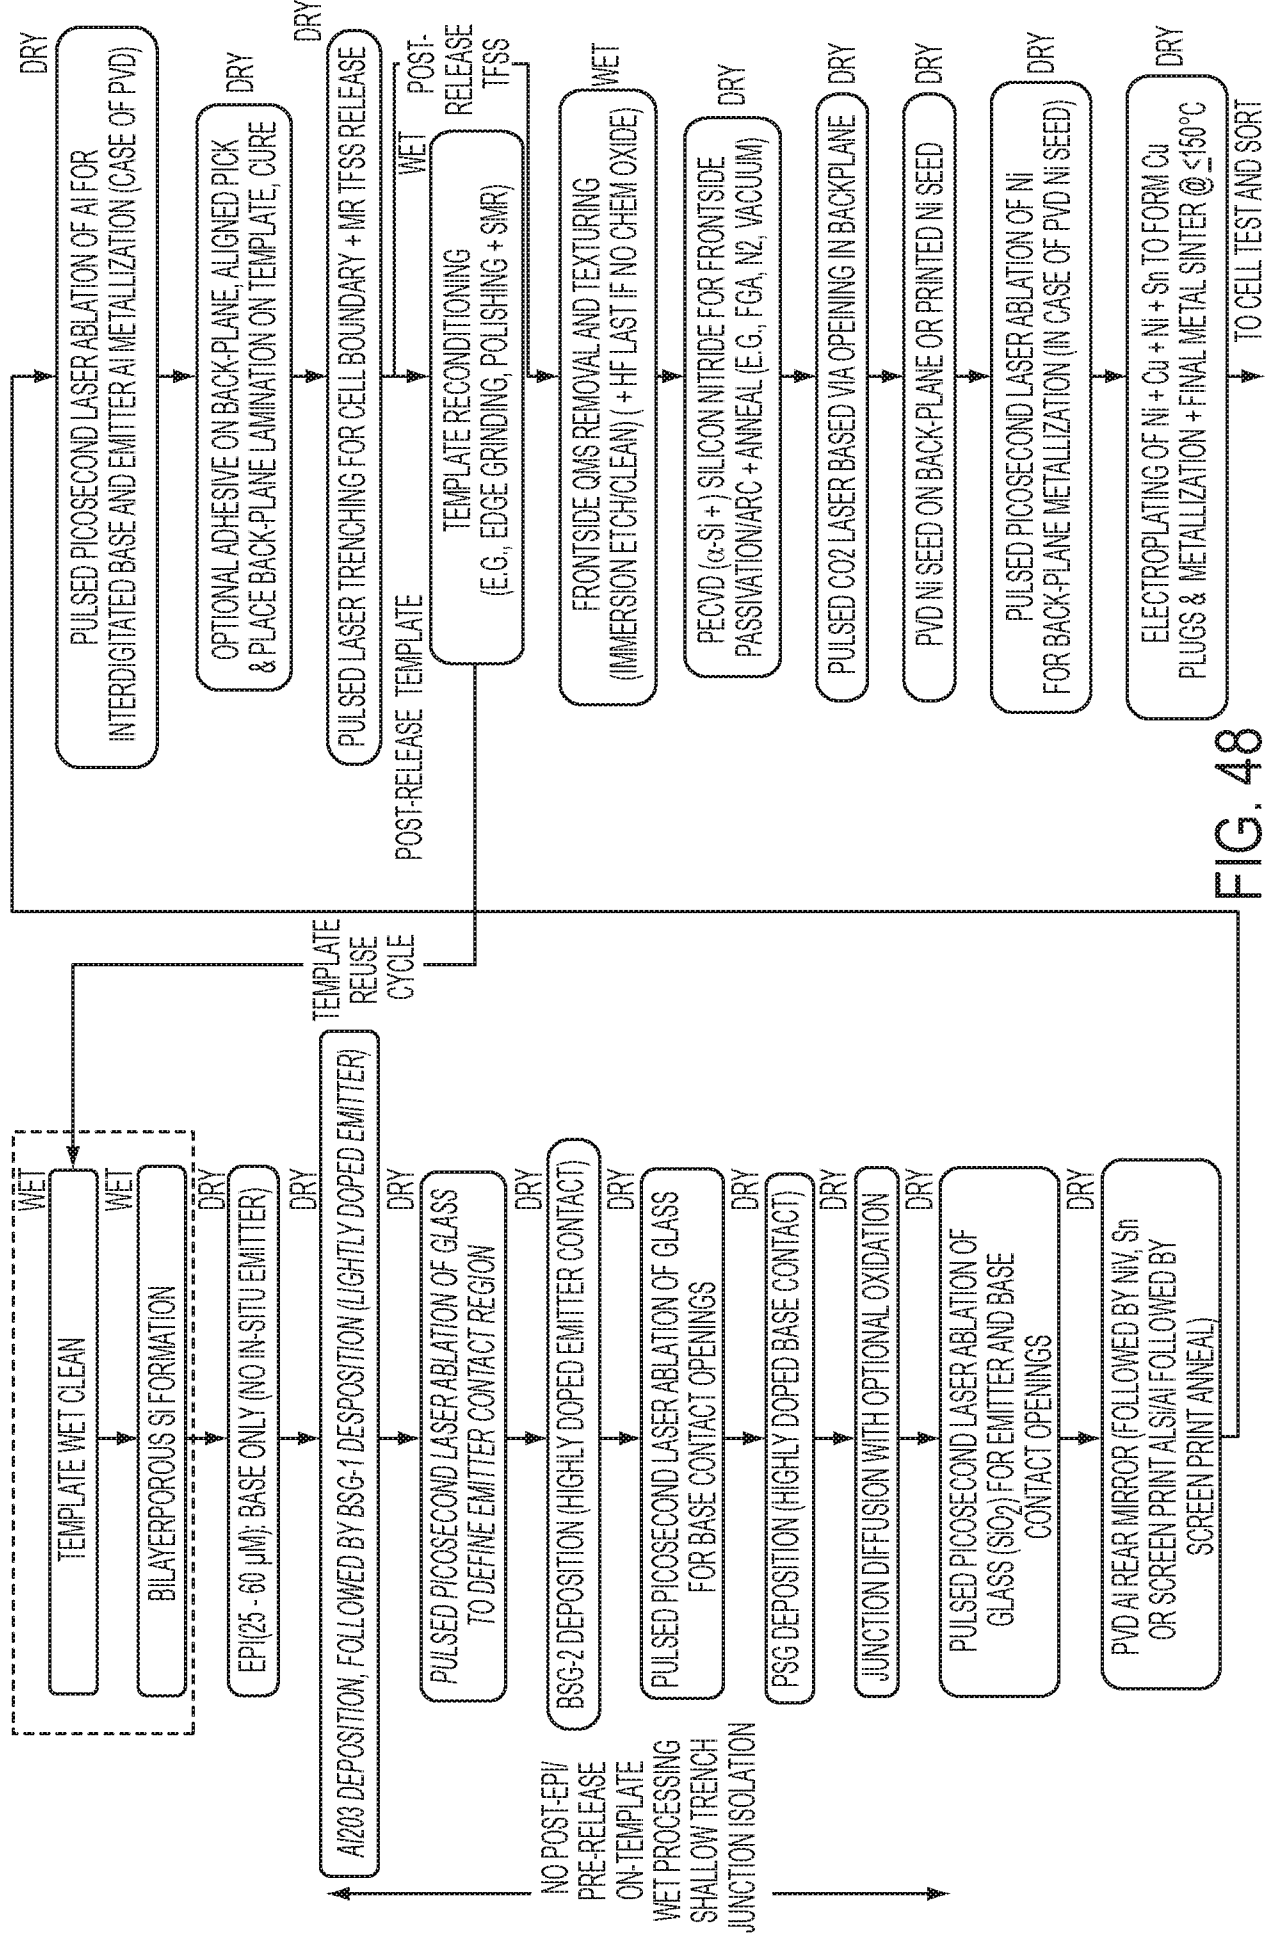 WET
TEMPLATE WET CLEAN
WET
BILAYERPOROUS SI FORMATION
DRY
EPI(25 - 60 µM); BASE ONLY (NO IN-SITU EMITTER)
DRY
Al203 DEPOSITION, FOLLOWED BY BSG-1 DESPOSITION (LIGHTLY DOPED EMITTER)
DRY
PULSED PICOSECOND LASER ABLATION OF GLASS
TO DEFINE EMITTER CONTACT REGION
DRY
BSG-2 DEPOSITION (HIGHLY DOPED EMITTER CONTACT)
DRY
PULSED PICOSECOND LASER ABLATION OF GLASS
FOR BASE CONTACT OPENINGS
DRY
PSG DEPOSITION (HIGHLY DOPED BASE CONTACT)
DRY
JUNCTION DIFFUSION WITH OPTIONAL OXIDATION
DRY
PULSED PICOSECOND LASER ABLATION OF
GLASS (SiO2) FOR EMITTER AND BASE
CONTACT OPENINGS
DRY
PVD Al REAR MIRROR (FOLLOWED BY NIV, Sn
OR SCREEN PRINT ALSI/Al FOLLOWED BY
SCREEN PRINT ANNEAL)
NO POST-EPI/
PRE-RELEASE
ON-TEMPLATE
WET PROCESSING
SHALLOW TRENCH
JUNCTION ISOLATION
TEMPLATE
REUSE
CYCLE
DRY
PULSED PICOSECOND LASER ABLATION OF Al FOR
INTERDIGITATED BASE AND EMITTER Al METALLIZATION (CASE OF PVD)
DRY
OPTIONAL ADHESIVE ON BACK-PLANE, ALIGNED PICK
& PLACE BACK-PLANE LAMINATION ON TEMPLATE, CURE
DRY
PULSED LASER TRENCHING FOR CELL BOUNDARY + MR TFSS RELEASE
POST-RELEASE TEMPLATE
WET
POST-
RELEASE
TFSS
TEMPLATE RECONDITIONING
(E.G., EDGE GRINDING, POLISHING + SMR)
WET
FRONTSIDE QMS REMOVAL AND TEXTURING
(IMMERSION ETCH/CLEAN) ( + HF LAST IF NO CHEM OXIDE)
DRY
PECVD (α-Si + ) SILICON NITRIDE FOR FRONTSIDE
PASSIVATION/ARC + ANNEAL (E.G., FGA, N2, VACUUM)
DRY
PULSED CO2 LASER BASED VIA OPEINING IN BACKPLANE
DRY
PVD Ni SEED ON BACK-PLANE OR PRINTED Ni SEED
DRY
PULSED PICOSECOND LASER ABLATION OF Ni
FOR BACK-PLANE METALLIZATION (IN CASE OF PVD Ni SEED)
DRY
ELECTROPLATING OF Ni + Cu + Ni + Sn TO FORM Cu
PLUGS & METALLIZATION + FINAL METAL SINTER @ ≤150°C
TO CELL TEST AND SORT
FIG. 48